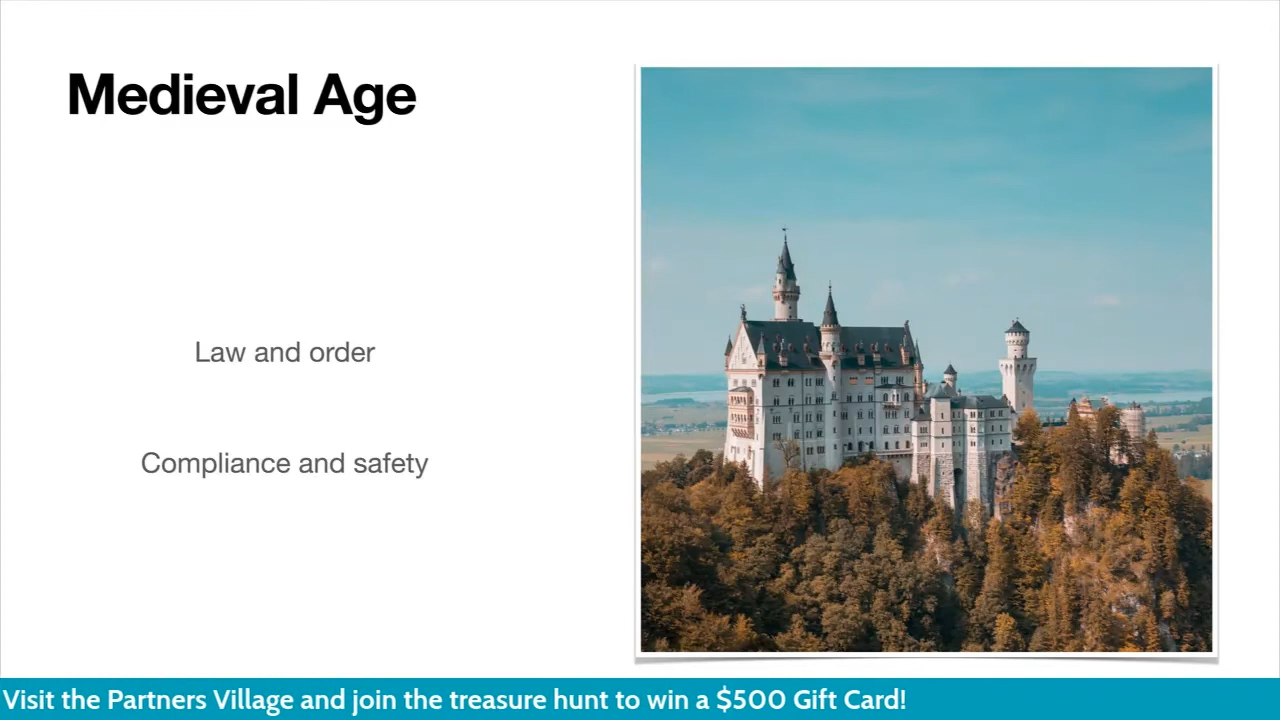 Medieval Age
Law and order
Compliance and safety
Visit the Partners Village and join the treasure hunt to win a $500 Gift Card!